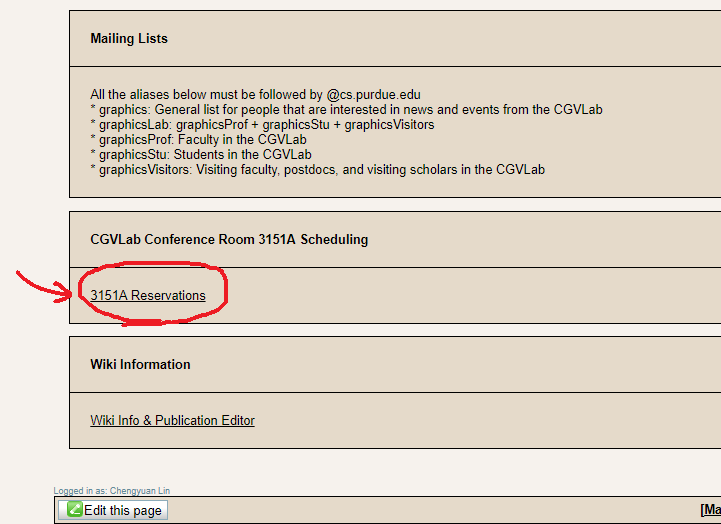 Mailing Lists
All the aliases below must be followed by @cs.purdue.edu
* graphics: General list for people that are interested in news and events from the CGVLab
* graphicsLab: graphicsProf + graphicsStu + graphicsVisitors
* graphicsProf: Faculty in the CGVLab
* graphicsStu: Students in the CGVLab
* graphicsVisitors: Visiting faculty, postdocs, and visiting scholars in the CGVLab
CGVLab Conference Room 3151A Scheduling
3151A Reservations
Wiki Information
Wiki Info & Publication Editor
Logged in as: Chengyuan Lin
Edit this page